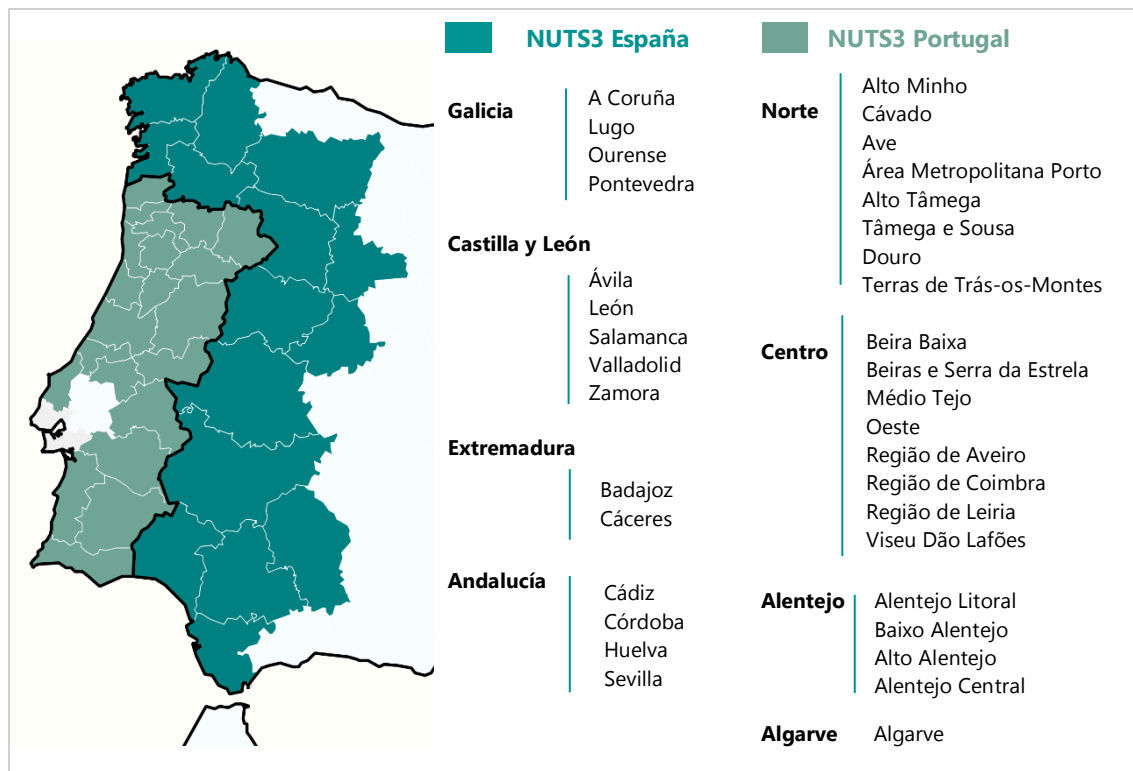 NUTS3 España
Galicia
A Coruña
Lugo
Ourense
Pontevedra
Castilla y León
Ávila
León
Salamanca
Valladolid
Zamora
Extremadura
Badajoz
Cáceres
Andalucía
Cádiz
Córdoba
Huelva
Sevilla
NUTS3 Portugal
Norte
Alto Minho
Cávado
Ave
Área Metropolitana Porto
Alto Tâmega
Tâmega e Sousa
Douro
Terras de Trás-os-Montes
Centro
Beira Baixa
Beiras e Serra da Estrela
Médio Tejo
Oeste
Região de Aveiro
Região de Coimbra
Região de Leiria
Viseu Dão Lafões
Alentejo
Alentejo Litoral
Baixo Alentejo
Alto Alentejo
Alentejo Central
Algarve
Algarve